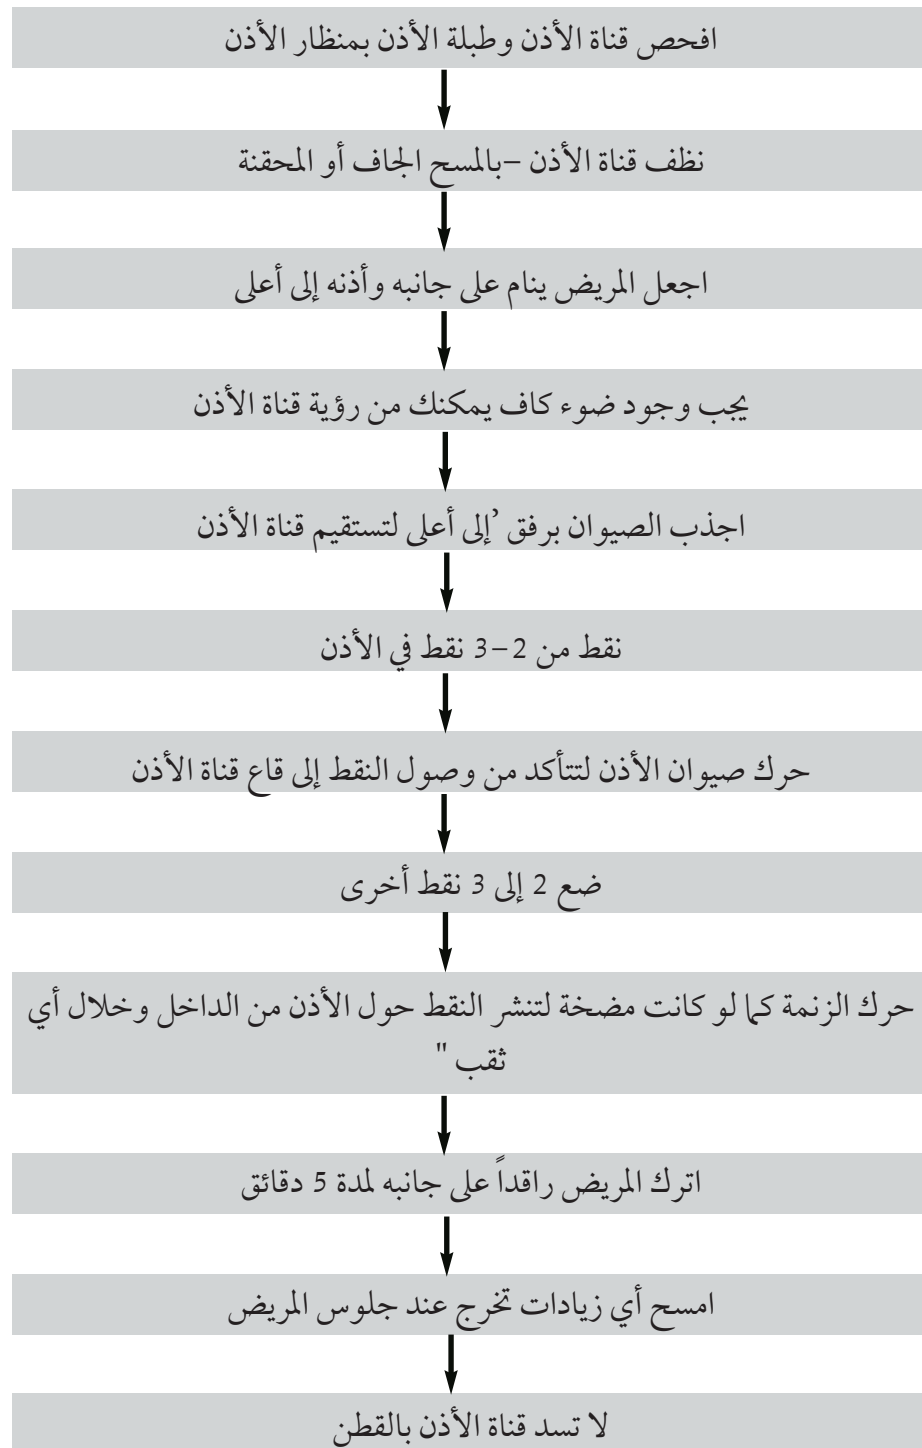 افحص قناة الأذن وطبلة الأذن بمنظار الأذن
نظف قناة الأذن –بالمسح الجاف أو المحقنة
اجعل المريض ينام على جانبه وأذنه إلى أعلى
يجب وجود ضوء كاف يمكنك من رؤية قناة الأذن
اجذب الصيوان برفق ’إلى أعلى لتستقيم قناة الأذن
نقط من 2–3 نقط في الأذن
حرك صيوان الأذن لتتأكد من وصول النقط إلى قاع قناة الأذن
ضع 2 إلى 3 نقط أخرى
حرك الزنمة كما لو كانت مضخة لتنشر النقط حول الأذن من الداخل وخلال أي
ثقب "
اترك المريض راقداً على جانبه لمدة 5 دقائق
امسح أي زيادات تخرج عند جلوس المريض
لا تسد قناة الأذن بالقطن